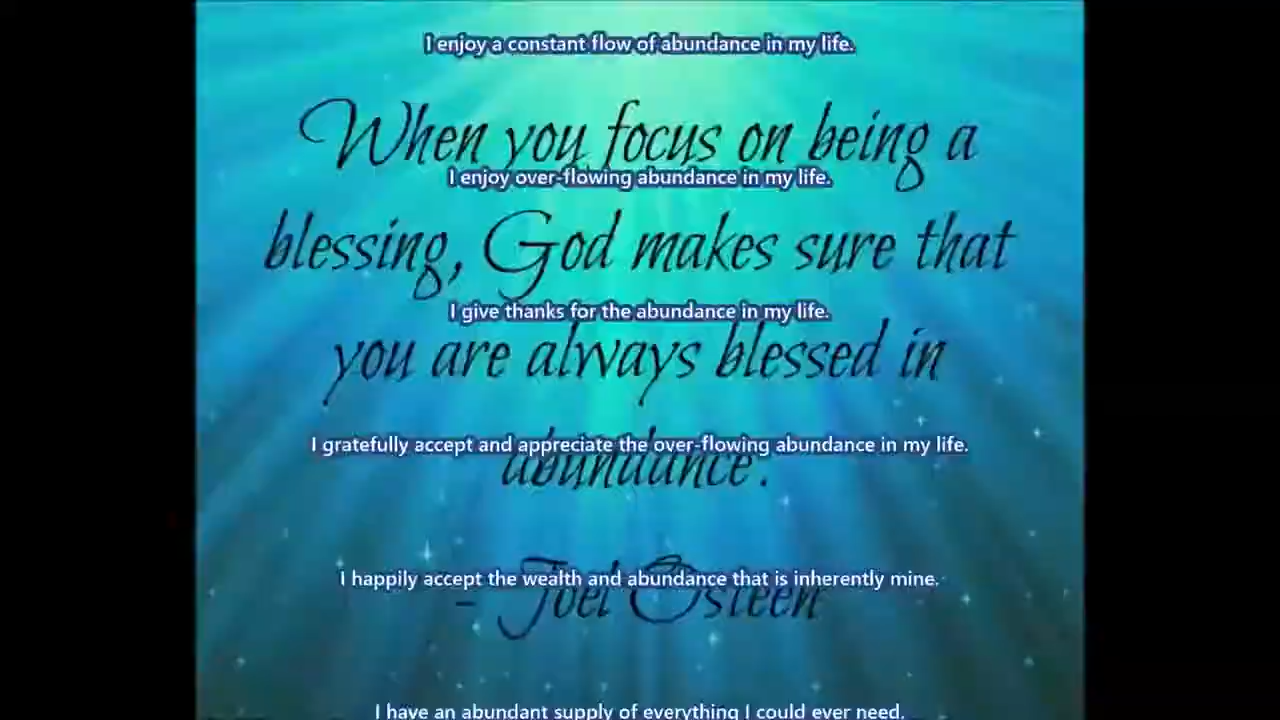 I enjoy a constant flow of abundance in my life.
When you focus on being a
I enjoy over-flowing abundance in my life.
blessing, God makes sure that
I give thanks for the abundance in my life.
you are always blessed in
I gratefully accept and appreciate the over-flowing abundance in my life.
abundance.
I happily accept the wealth and abundance that is inherently mine.
- Joel Osteen
I have an abundant supply of everything I could ever need.